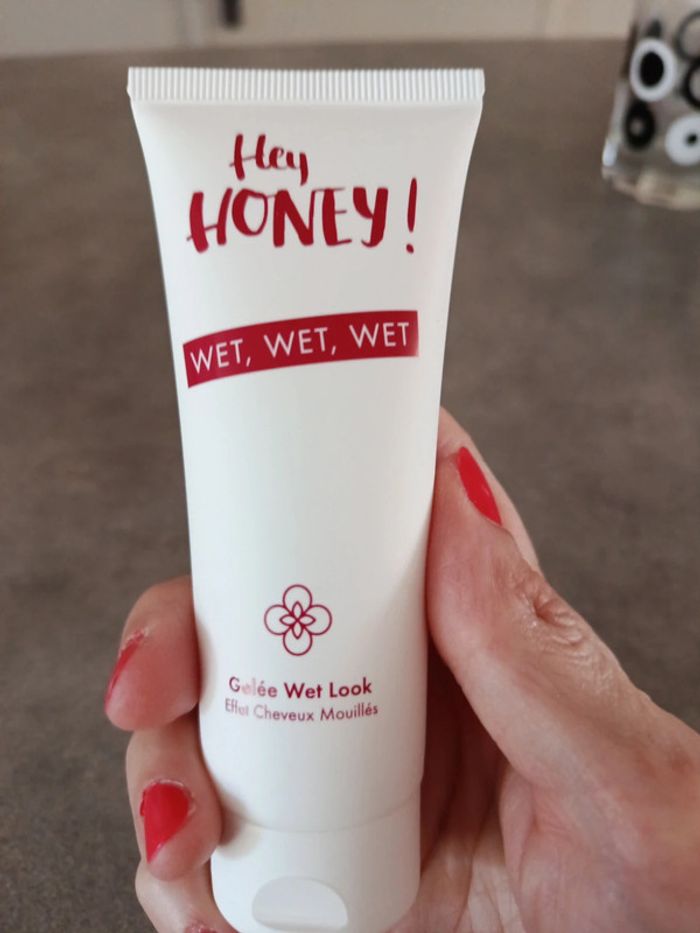 Hey
HONEY!
WET, WET, WET
Gelée Wet Look
Effet Cheveux Mouillés